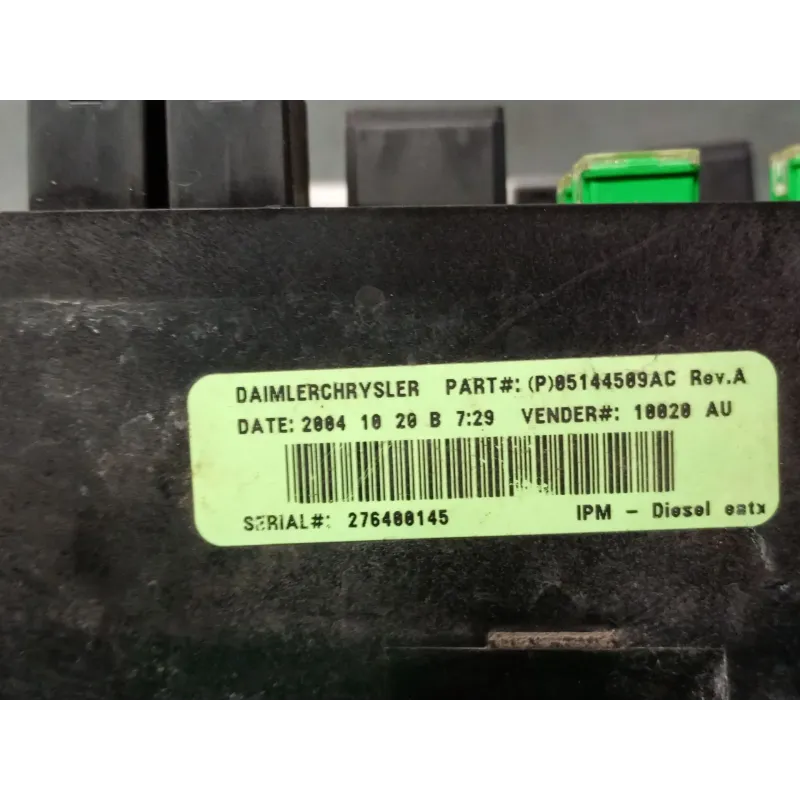 DAIMLERCHRYSLER PART#: (P)05144509AC Rev.A
DATE: 2004 10 20 B 7:29 VENDER#: 10020 AU
SERIAL#: 276400145 IPM - Diesel eatx